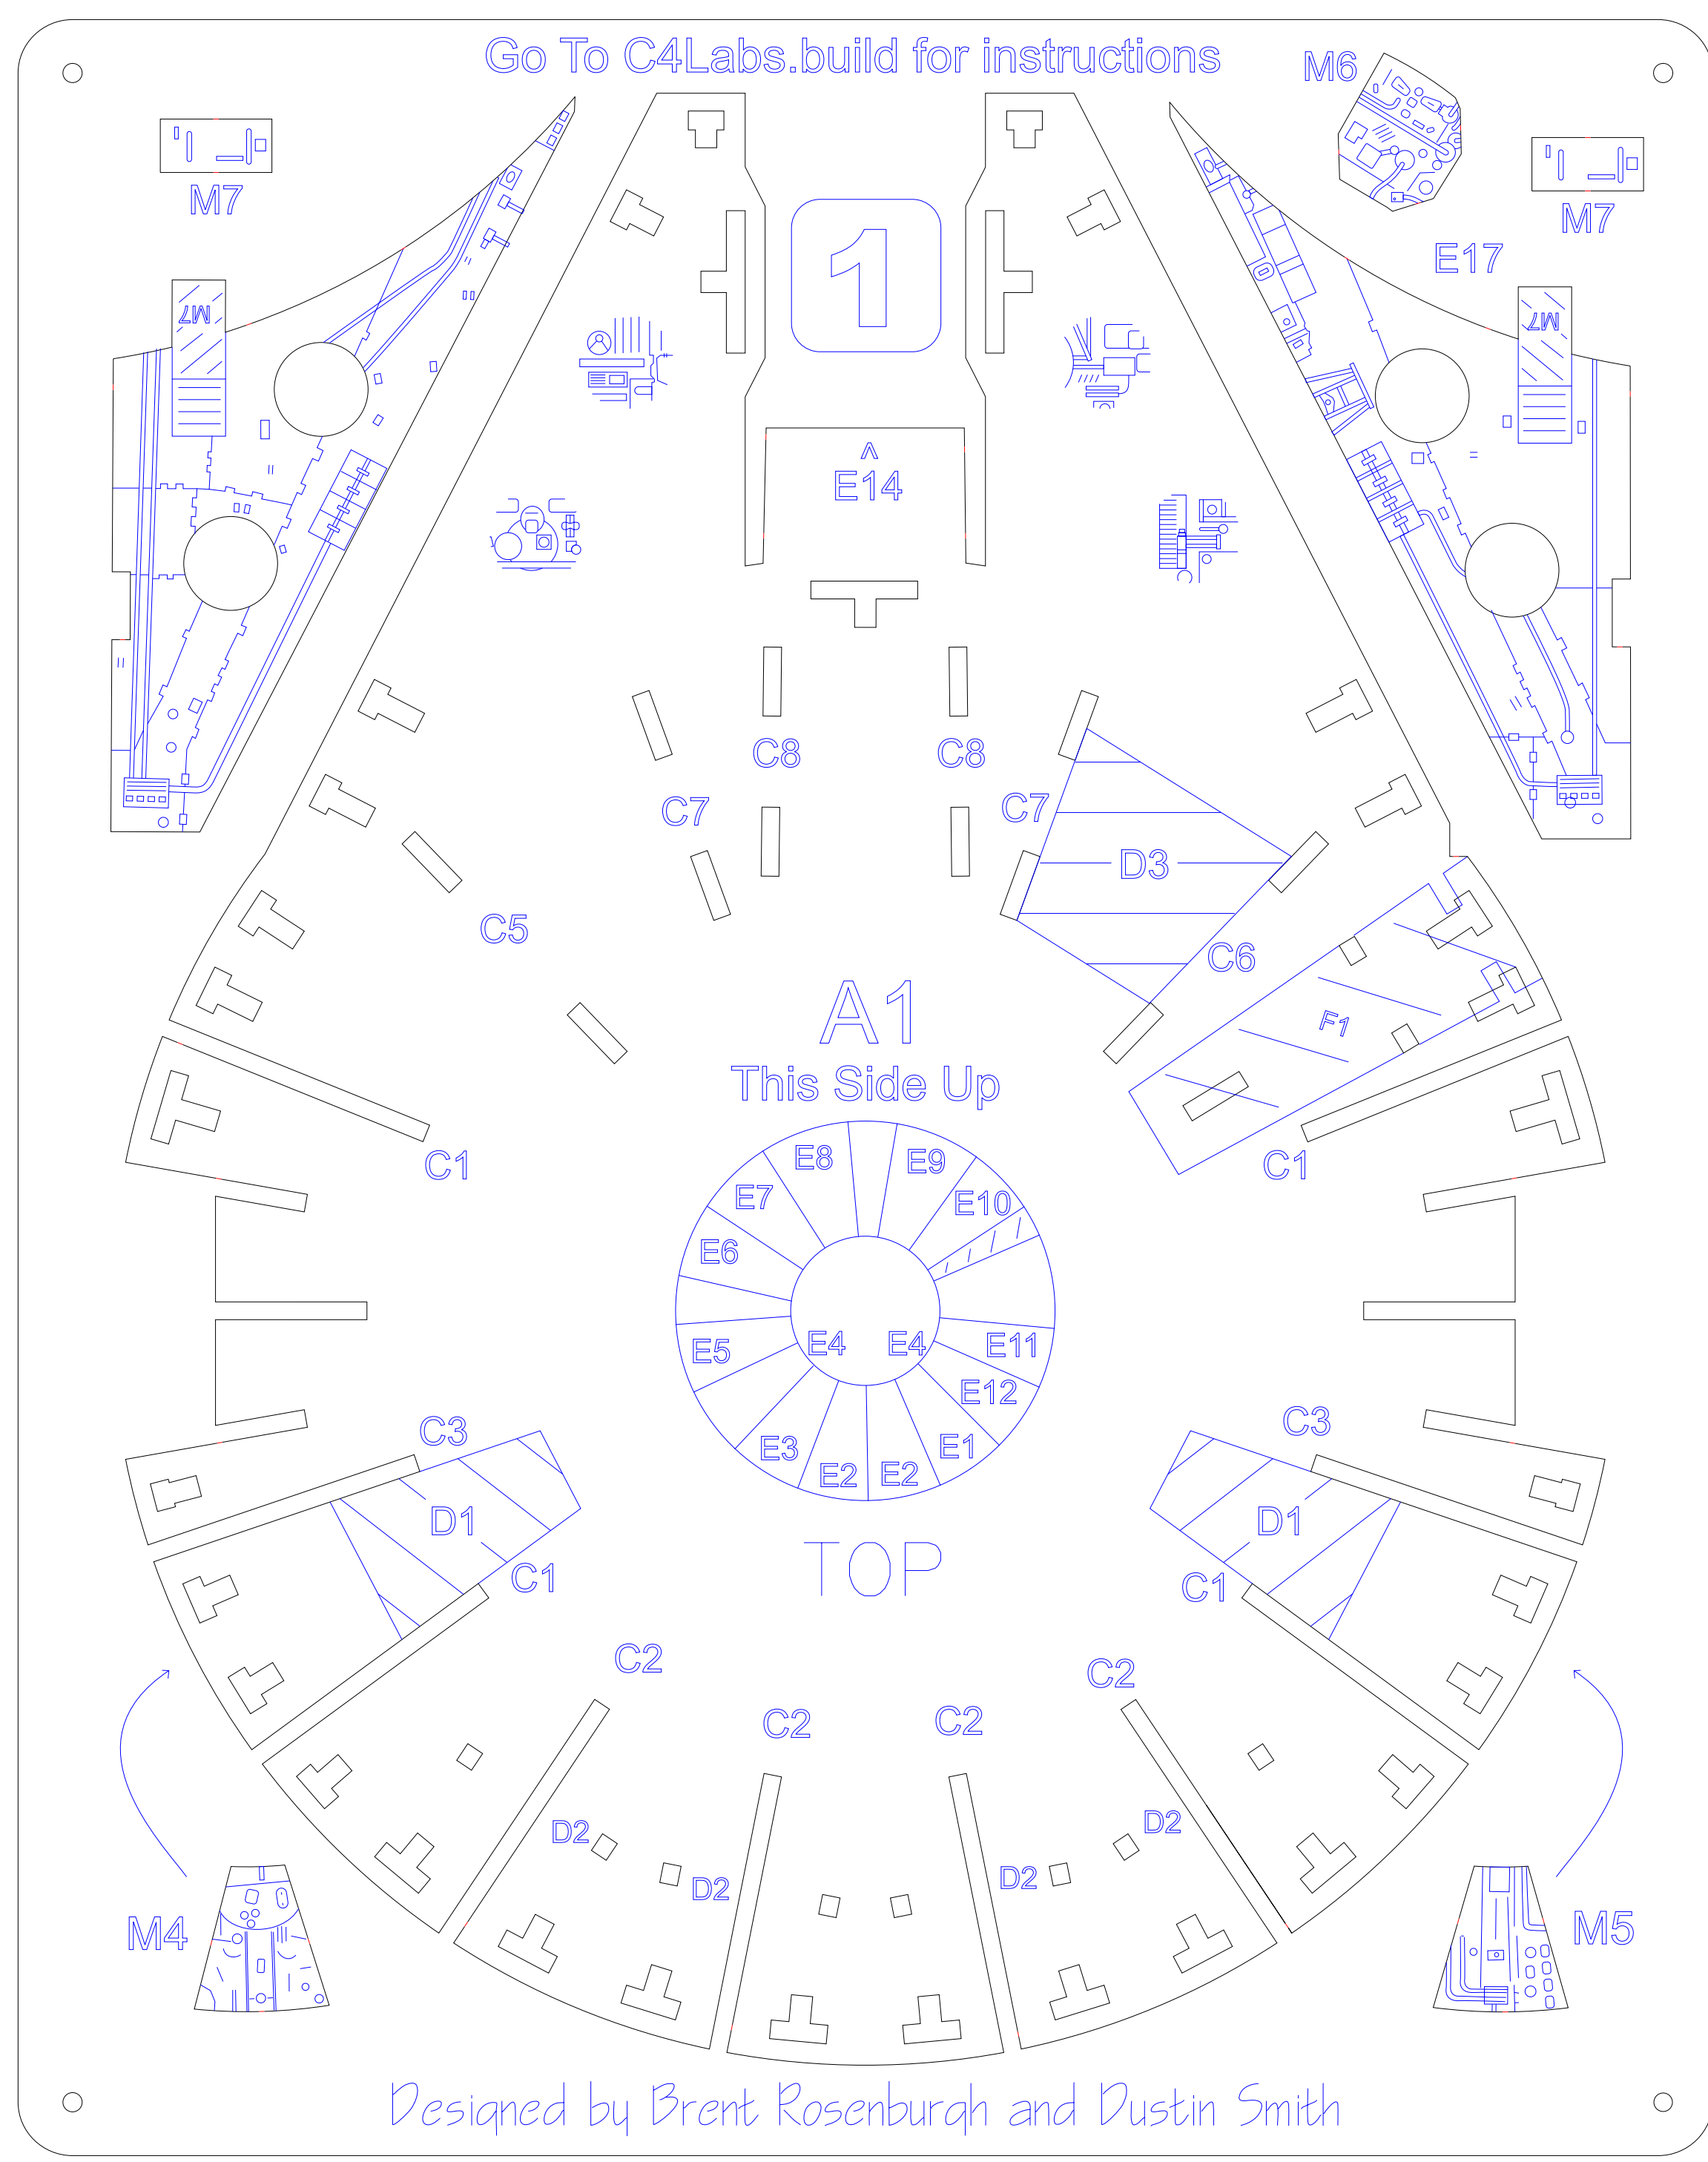 Go To C4Labs.build for instructions
M6
M7
M7
E17
1
M7
M7
^
E14
C8
C8
C7
C7
D3
C5
C6
A1
F1
This Side Up
C1
C1
E8
E9
E7
E10
E6
E5
E4
E4
E11
E12
E3
E1
E2
E2
C3
C3
D1
D1
TOP
C1
C1
C2
C2
C2
C2
D2
D2
D2
D2
M4
M5
Designed by Brent Rosenburgh and Dustin Smith